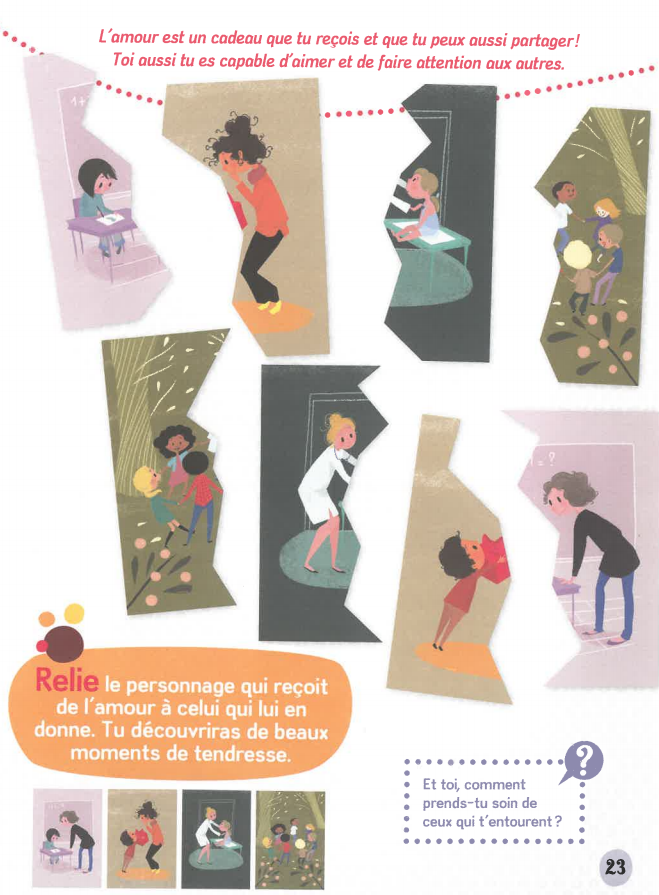 L'amour est un cadeau que tu reçois et que tu peux aussi partager!
Toi aussi tu es capable d'aimer et de faire attention aux autres.
1+
1 = ?
Relie le personnage qui reçoit
de l'amour à celui qui lui en
donne. Tu découvriras de beaux
moments de tendresse.
?
Et toi, comment
prends-tu soin de
ceux qui t'entourent?
23